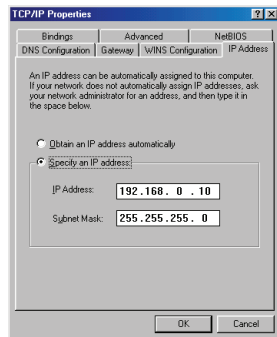 TCP/IP Properties
Bindings Advanced NetBIOS
DNS Configuration Gateway WINS Configuration IP Address
An IP address can be automatically assigned to this computer.
If your network does not automatically assign IP addresses, ask
your network administrator for an address, and then type it in
the space below.
Obtain an IP address automatically
Specify an IP address:
IP Address: 192.168. 0 .10
Subnet Mask: 255.255.255. 0
OK Cancel